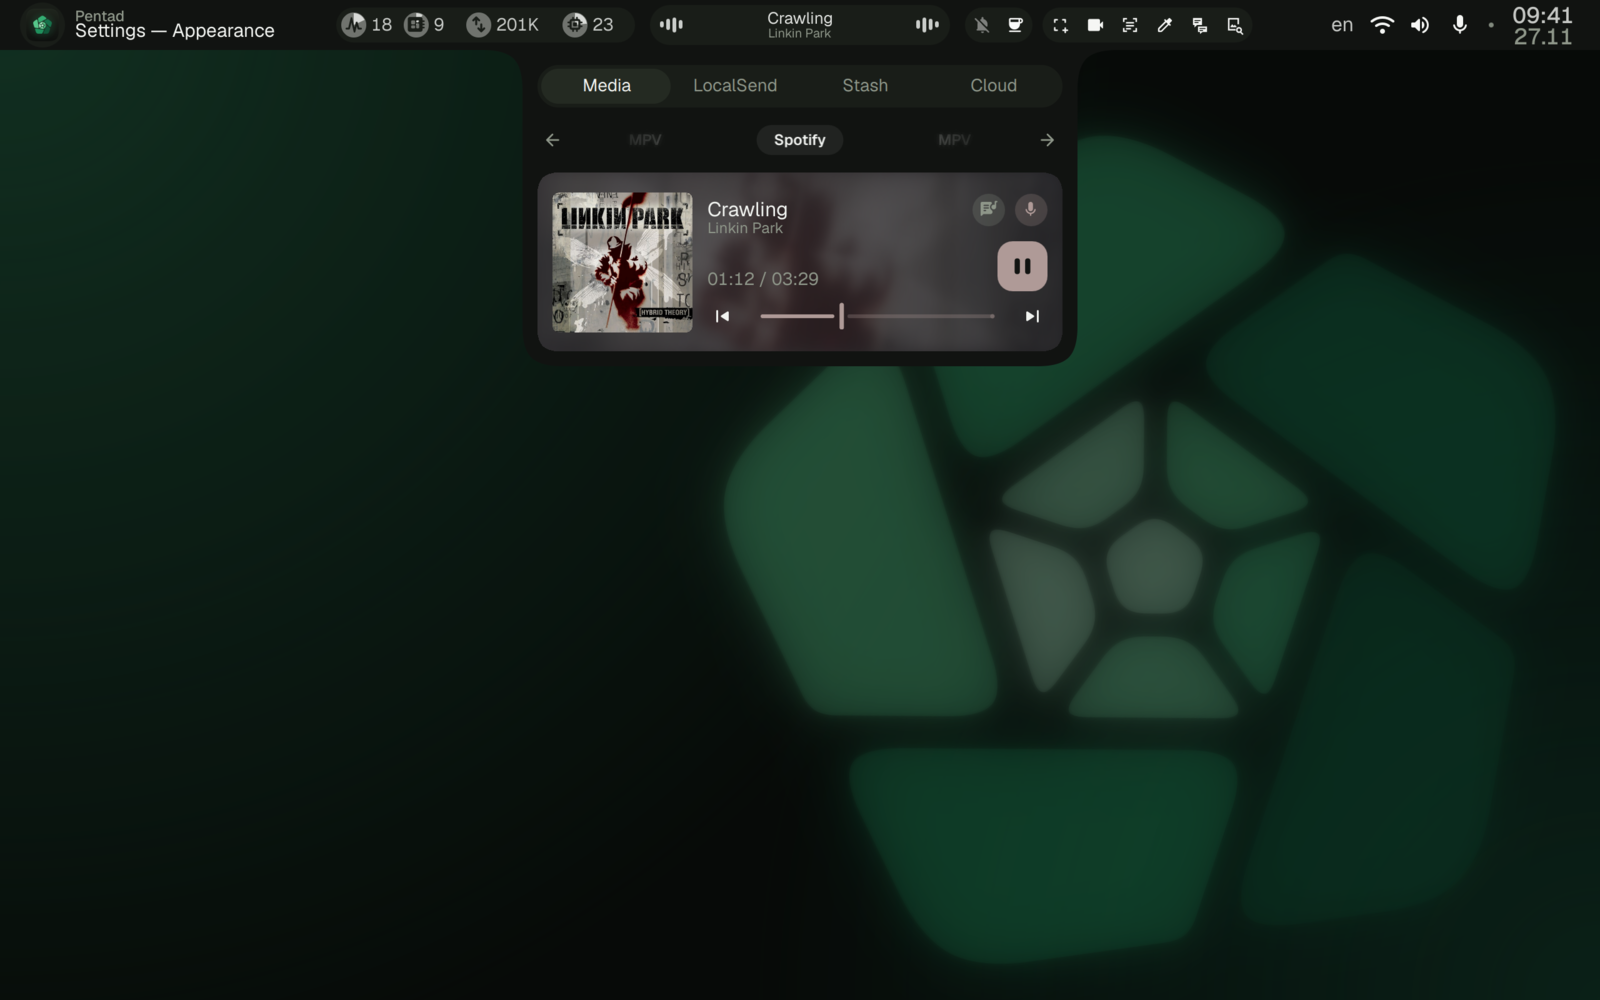 Pentad
Settings — Appearance
18
9
201K
23
Crawling
Linkin Park
en
09:41
27.11
Media
LocalSend
Stash
Cloud
MPV
Spotify
MPV
LINKIN PARK
[HYBRID THEORY]
Crawling
Linkin Park
01:12 / 03:29